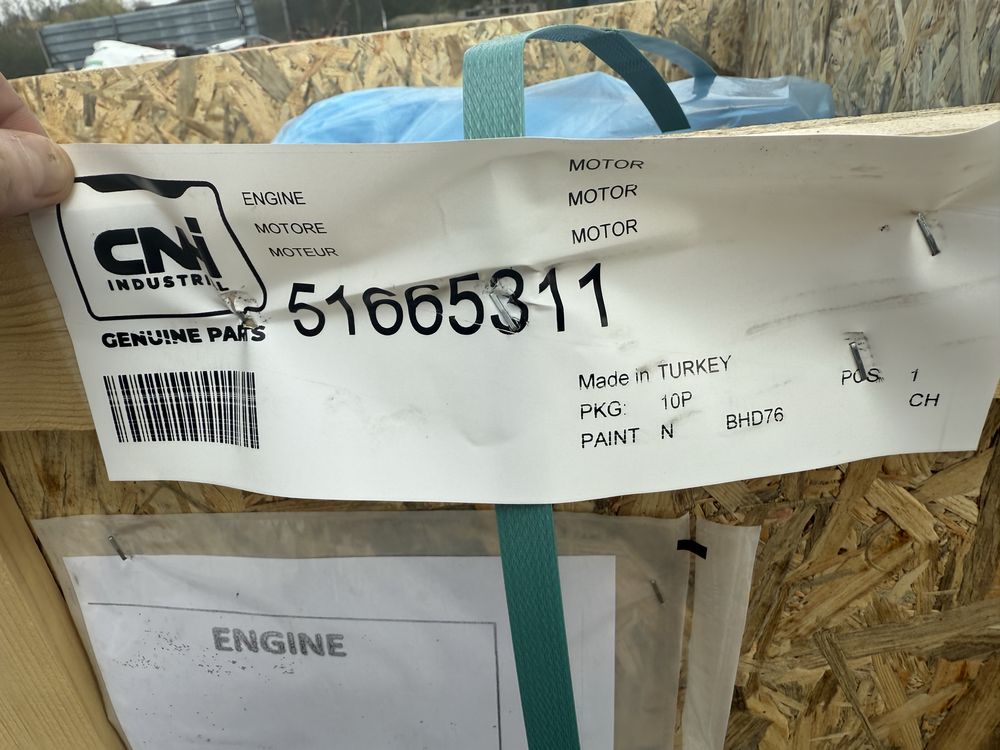 CNi
INDUSTRIAL
GENUINE PARTS
ENGINE
MOTORE
MOTEUR
MOTOR
MOTOR
MOTOR
51665311
Made in TURKEY
PKG: 10P
PAINT N BHD76
POS 1
CH
ENGINE